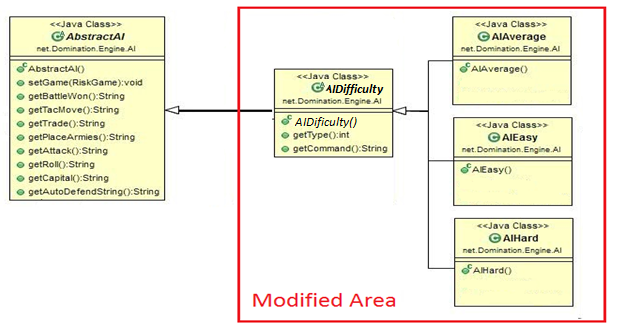 <<Java Class>>
AbstractAI
net.Domination.Engine.AI
AbstractAI()
setGame(RiskGame):void
getBattleWon():String
getTacMove():String
getTrade():String
getPlaceArmies():String
getAttack():String
getRoll():String
getCapital():String
getAutoDefendString():String
<<Java Class>>
AIDifficulty
net.Domination.Engine.AI
AIDificulty()
getType():int
getCommand():String
<<Java Class>>
AIAverage
net.Domination.Engine.AI
AIAverage()
<<Java Class>>
AIEasy
net.Domination.Engine.AI
AIEasy()
<<Java Class>>
AIHard
net.Domination.Engine.AI
AIHard()
Modified Area